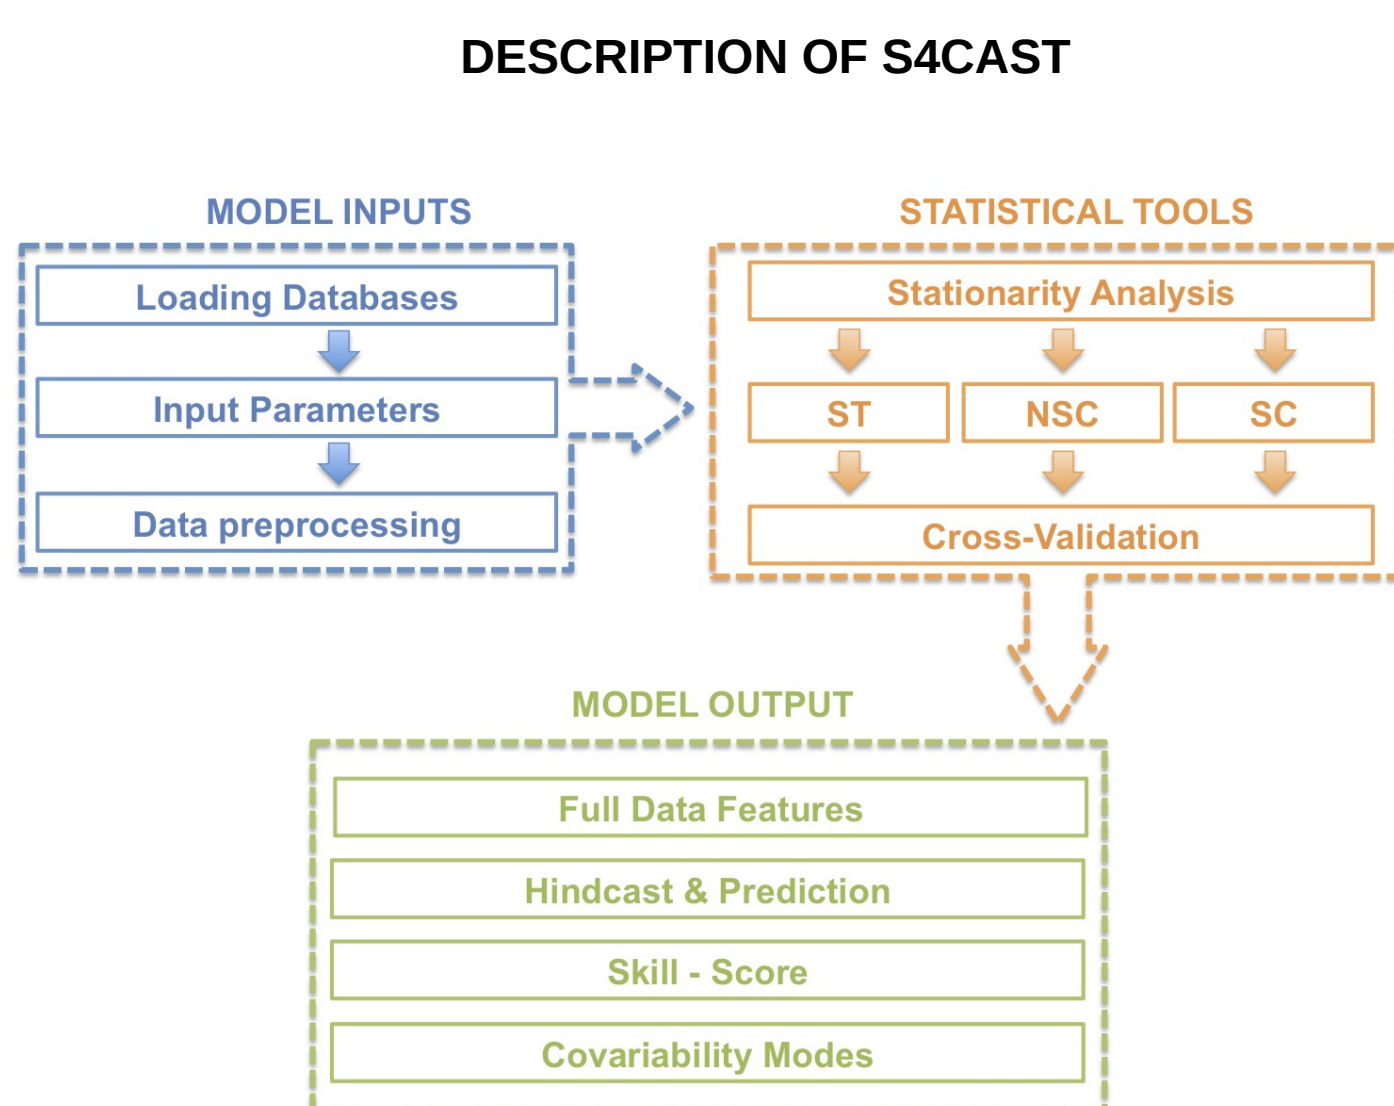 DESCRIPTION OF S4CAST
MODEL INPUTS
Loading Databases
Input Parameters
Data preprocessing
STATISTICAL TOOLS
Stationarity Analysis
ST NSC SC
Cross-Validation
MODEL OUTPUT
Full Data Features
Hindcast & Prediction
Skill - Score
Covariability Modes